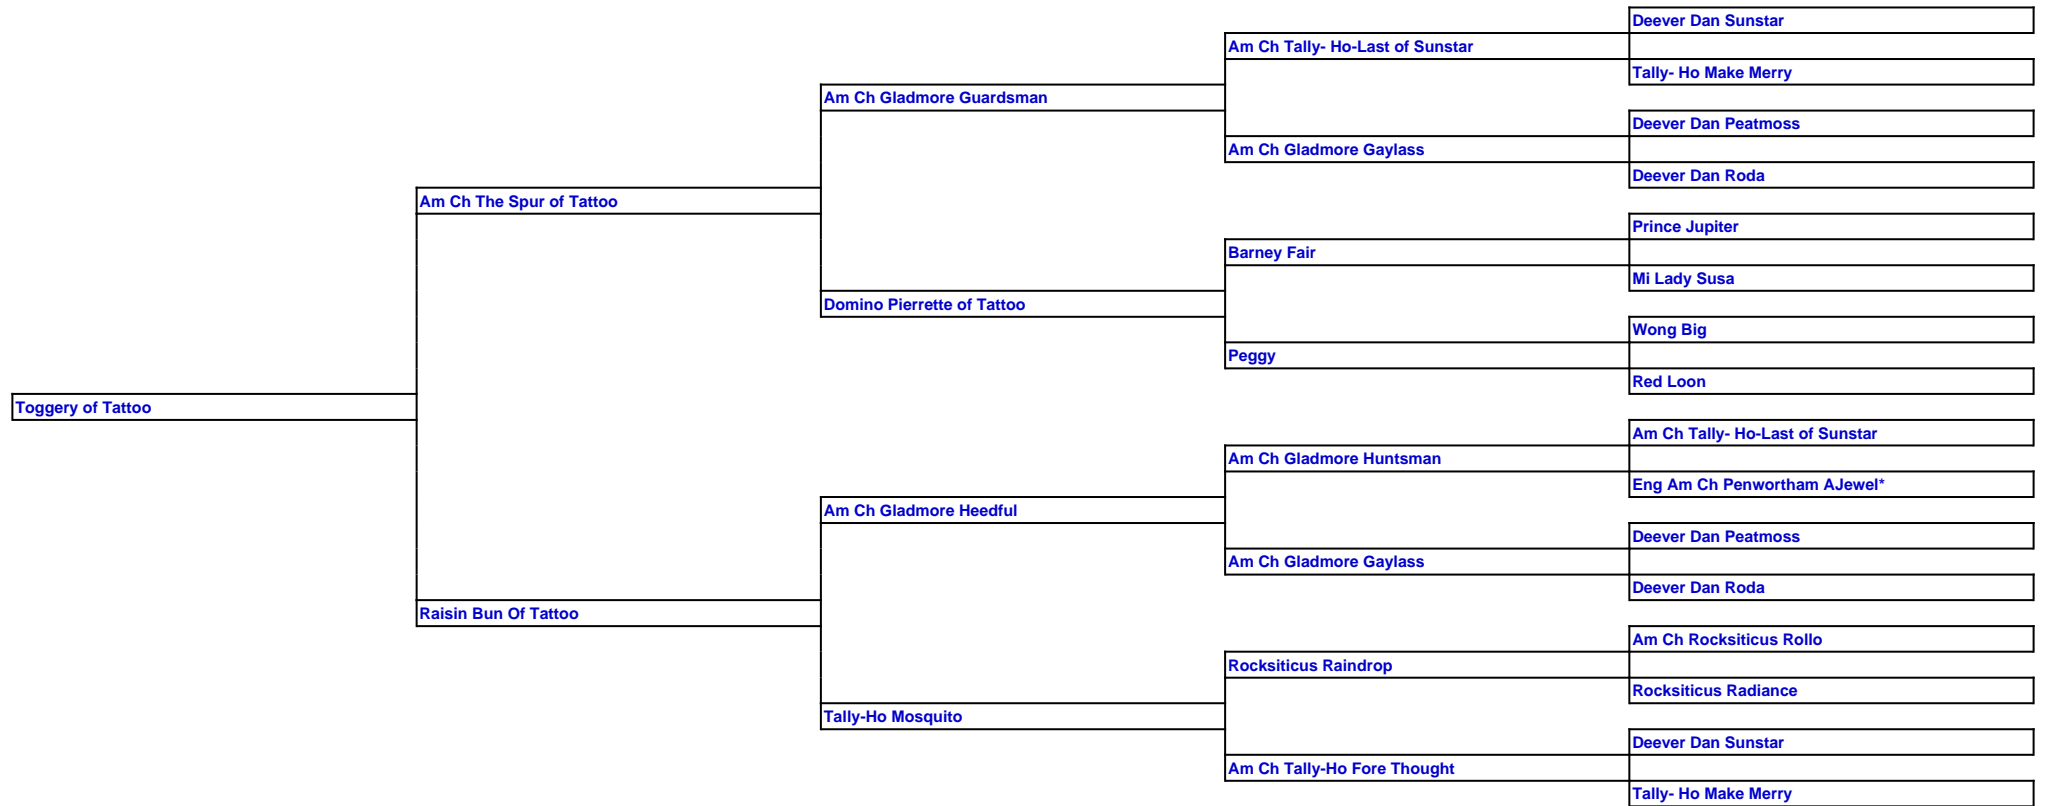 Deever Dan Sunstar
Am Ch Tally- Ho-Last of Sunstar
Tally- Ho Make Merry
Am Ch Gladmore Guardsman
Deever Dan Peatmoss
Am Ch Gladmore Gaylass
Deever Dan Roda
Am Ch The Spur of Tattoo
Prince Jupiter
Barney Fair
Mi Lady Susa
Domino Pierrette of Tattoo
Wong Big
Peggy
Red Loon
Toggery of Tattoo
Am Ch Tally- Ho-Last of Sunstar
Am Ch Gladmore Huntsman
Eng Am Ch Penwortham AJewel*
Am Ch Gladmore Heedful
Deever Dan Peatmoss
Am Ch Gladmore Gaylass
Deever Dan Roda
Raisin Bun Of Tattoo
Am Ch Rocksiticus Rollo
Rocksiticus Raindrop
Rocksiticus Radiance
Tally-Ho Mosquito
Deever Dan Sunstar
Am Ch Tally-Ho Fore Thought
Tally- Ho Make Merry